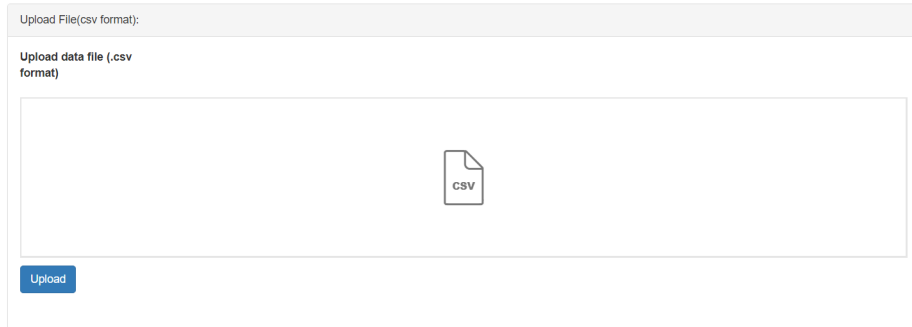 Upload File(csv format):
Upload data file (.csv
format)
csv
Upload